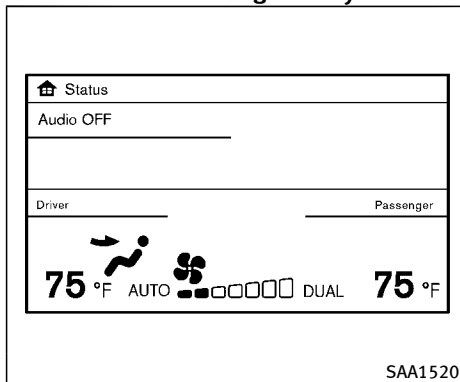 Status
Audio OFF
Driver Passenger
75 °F AUTO DUAL 75 °F
SAA1520